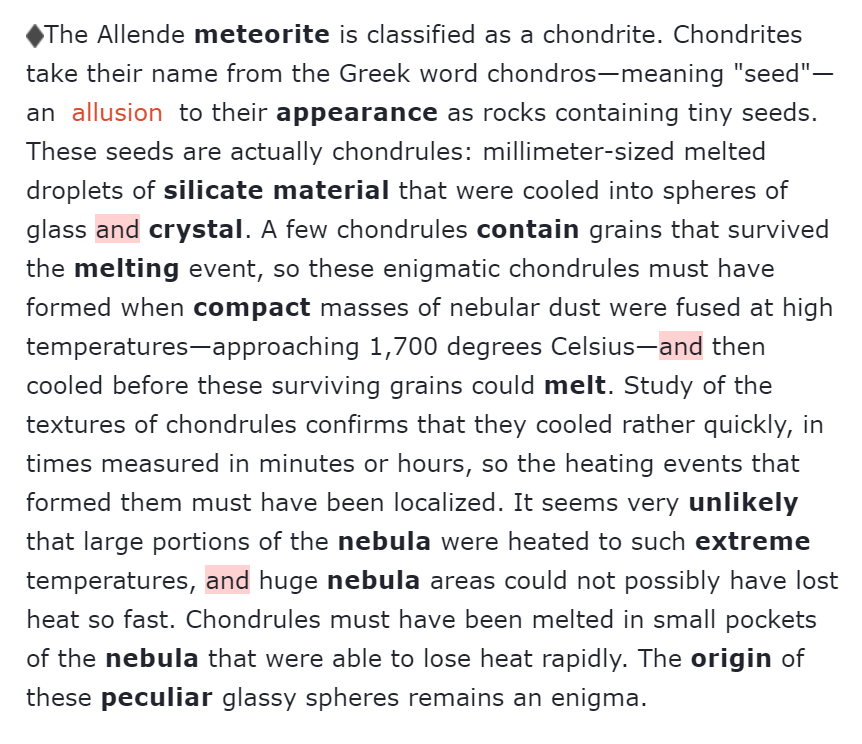 ◆The Allende meteorite is classified as a chondrite. Chondrites
take their name from the Greek word chondros—meaning "seed"—
an allusion to their appearance as rocks containing tiny seeds.
These seeds are actually chondrules: millimeter-sized melted
droplets of silicate material that were cooled into spheres of
glass and crystal. A few chondrules contain grains that survived
the melting event, so these enigmatic chondrules must have
formed when compact masses of nebular dust were fused at high
temperatures—approaching 1,700 degrees Celsius—and then
cooled before these surviving grains could melt. Study of the
textures of chondrules confirms that they cooled rather quickly, in
times measured in minutes or hours, so the heating events that
formed them must have been localized. It seems very unlikely
that large portions of the nebula were heated to such extreme
temperatures, and huge nebula areas could not possibly have lost
heat so fast. Chondrules must have been melted in small pockets
of the nebula that were able to lose heat rapidly. The origin of
these peculiar glassy spheres remains an enigma.